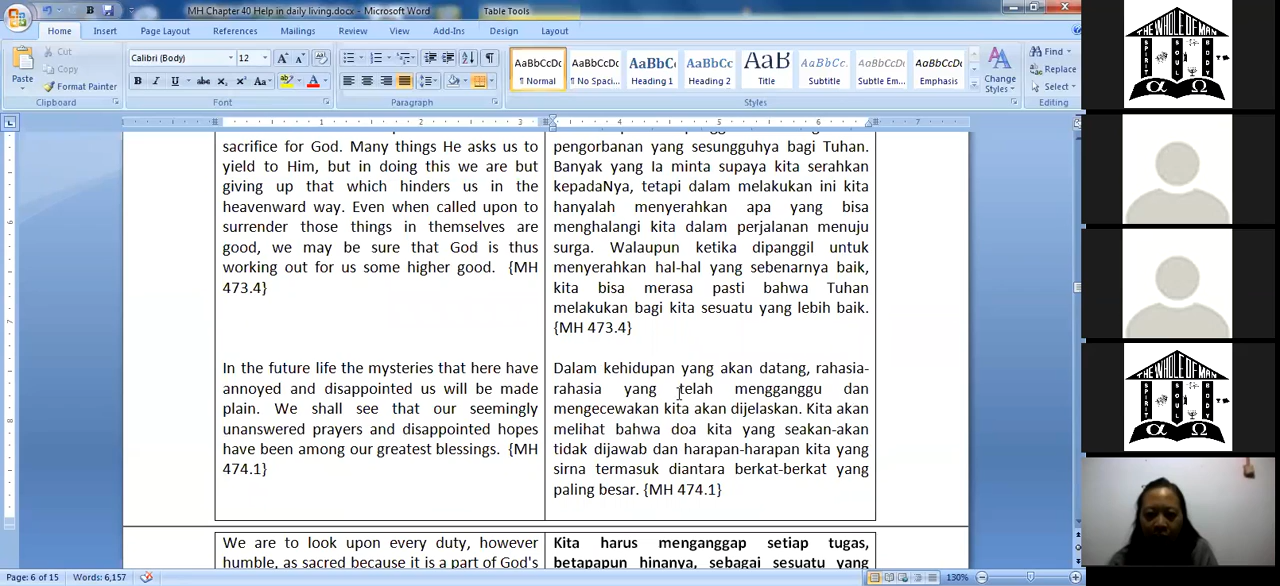 MH Chapter 40 Help in daily living.docx - Microsoft Word
Table Tools
Home Insert Page Layout References Mailings Review View Add-Ins Design Layout
Paste
Cut
Copy
Format Painter
Clipboard
Calibri (Body) 12
Font
Paragraph
AaBbCcDc AaBbCcDc AaBbC AaBbCc AaB AaBbCc. AaBbCcDc AaBbCcDc
¶ Normal ¶ No Spaci... Heading 1 Heading 2 Title Subtitle Subtle Em... Emphasis
Styles
Change
Styles
Find
Replace
Select
Editing
sacrifice for God. Many things He asks us to
yield to Him, but in doing this we are but
giving up that which hinders us in the
heavenward way. Even when called upon to
surrender those things in themselves are
good, we may be sure that God is thus
working out for us some higher good. {MH
473.4}
In the future life the mysteries that here have
annoyed and disappointed us will be made
plain. We shall see that our seemingly
unanswered prayers and disappointed hopes
have been among our greatest blessings. {MH
474.1}
We are to look upon every duty, however
humble, as sacred because it is a part of God's
pengorbanan yang sesungguhya bagi Tuhan.
Banyak yang Ia minta supaya kita serahkan
kepadaNya, tetapi dalam melakukan ini kita
hanyalah menyerahkan apa yang bisa
menghalangi kita dalam perjalanan menuju
surga. Walaupun ketika dipanggil untuk
menyerahkan hal-hal yang sebenarnya baik,
kita bisa merasa pasti bahwa Tuhan
melakukan bagi kita sesuatu yang lebih baik.
{MH 473.4}
Dalam kehidupan yang akan datang, rahasia-
rahasia yang telah mengganggu dan
mengecewakan kita akan dijelaskan. Kita akan
melihat bahwa doa kita yang seakan-akan
tidak dijawab dan harapan-harapan kita yang
sirna termasuk diantara berkat-berkat yang
paling besar. {MH 474.1}
Kita harus menganggap setiap tugas,
betapapun hinanya, sebagai sesuatu yang
Page: 6 of 15 Words: 6,157
130%
THE WHOLE OF MAN
SPIRIT SOUL BODY
Α Ω
THE WHOLE OF MAN
SPIRIT SOUL BODY
Α Ω